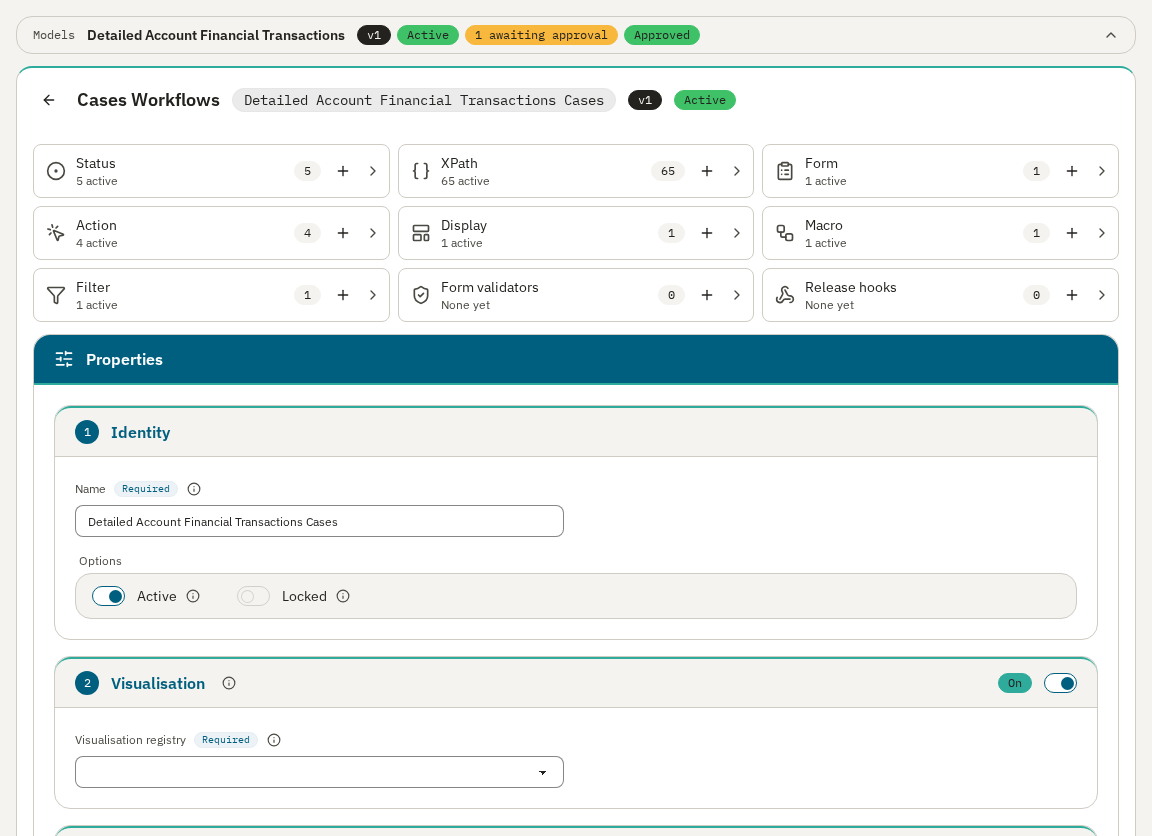 Models Detailed Account Financial Transactions v1 Active 1 awaiting approval Approved
Cases Workflows Detailed Account Financial Transactions Cases v1 Active
Status
5 active
5
XPath
65 active
65
Form
1 active
1
Action
4 active
4
Display
1 active
1
Macro
1 active
1
Filter
1 active
1
Form validators
None yet
0
Release hooks
None yet
0
Properties
1 Identity
Name Required
Detailed Account Financial Transactions Cases
Options
Active Locked
2 Visualisation On
Visualisation registry Required